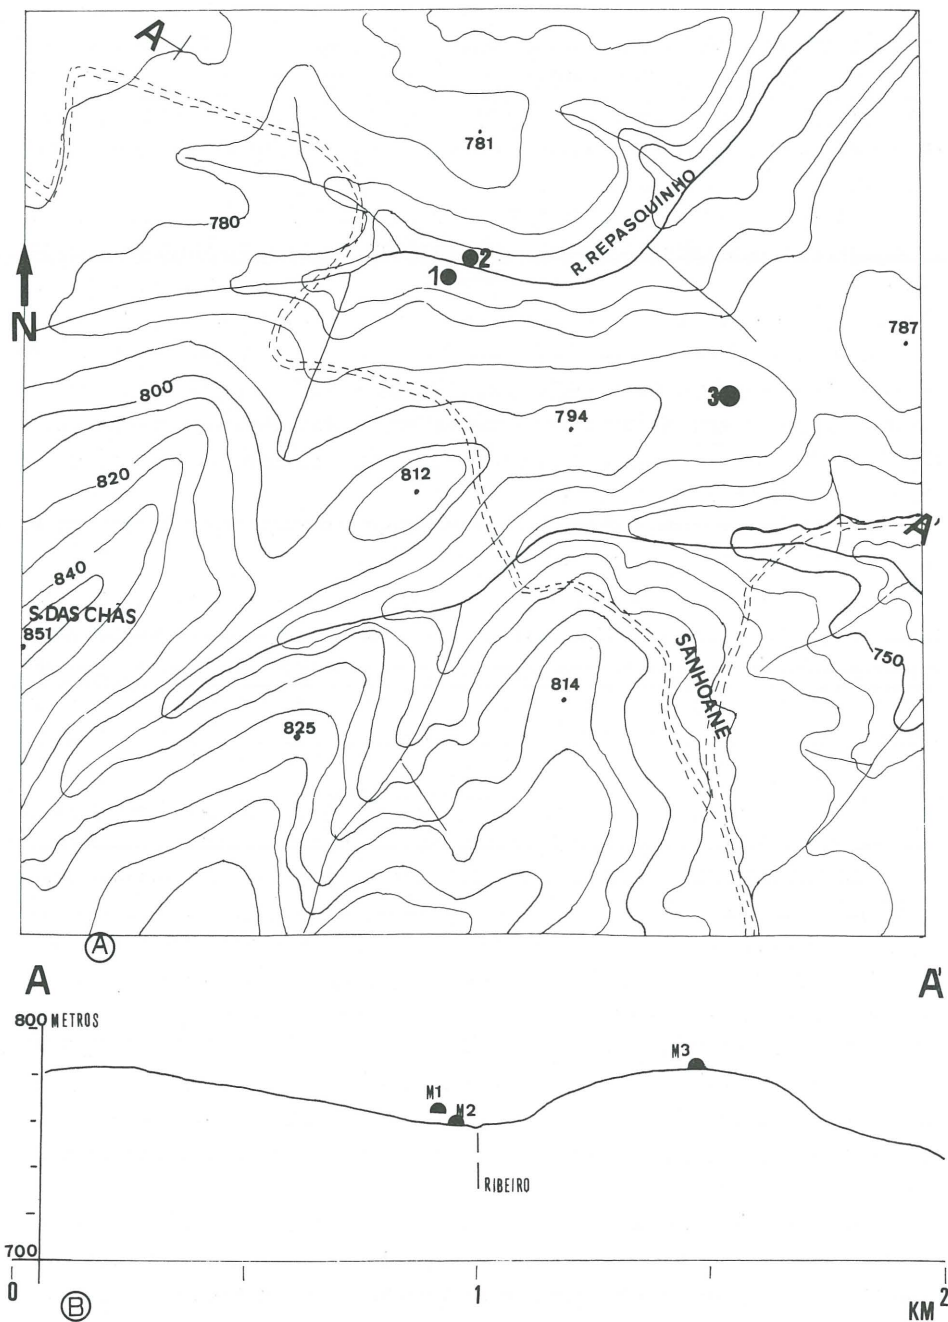 A
781
780
R. REPASQUINHO
2
1
N
787
800
3
794
820
812
A'
840
S.DAS CHÃS
851
SANHOANE
750
814
825
A
A A'
800 METROS
M3
M1
M2
RIBEIRO
700
0 1 KM 2
B